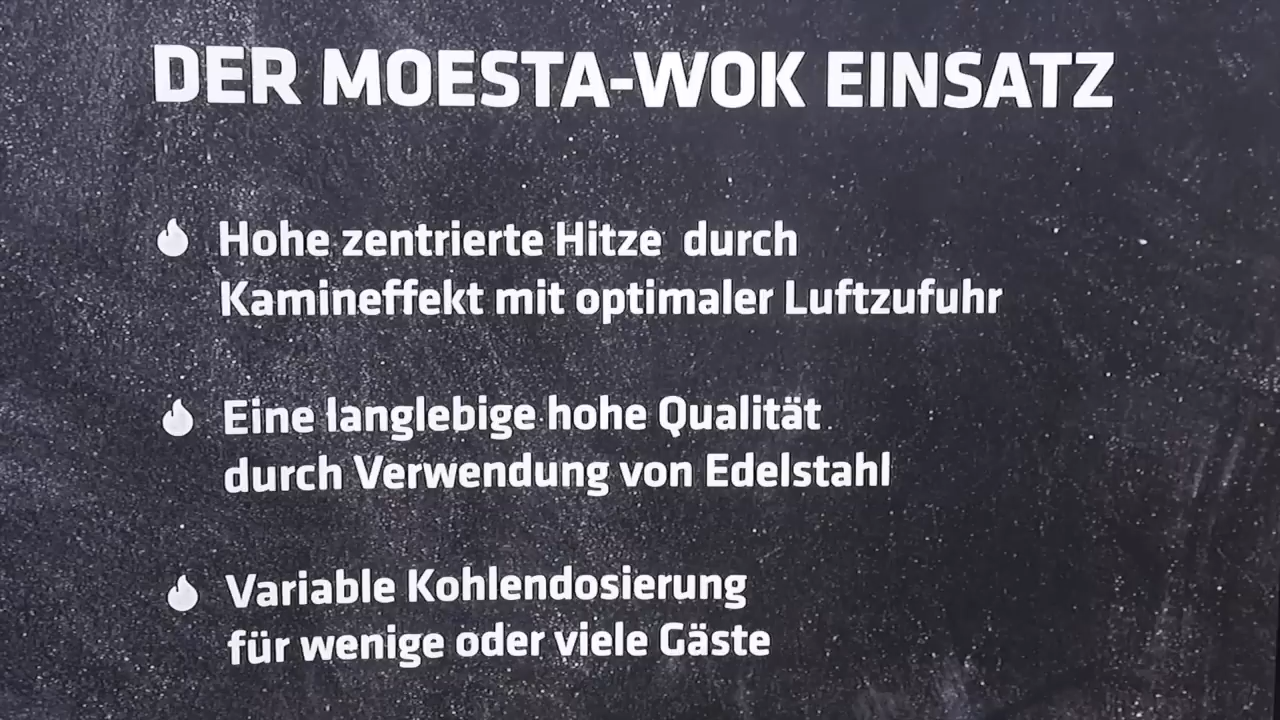 DER MOESTA-WOK EINSATZ
Hohe zentrierte Hitze durch
Kamineffekt mit optimaler Luftzufuhr
Eine langlebige hohe Qualität
durch Verwendung von Edelstahl
Variable Kohlendosierung
für wenige oder viele Gäste